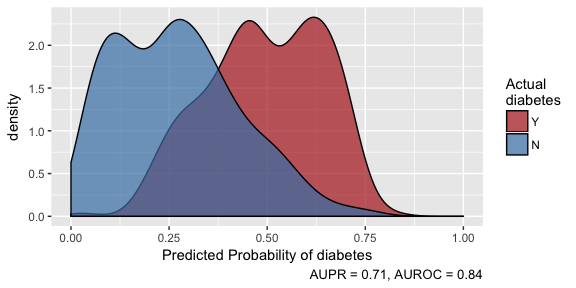 2.0
1.5
1.0
0.5
0.0
density
0.00 0.25 0.50 0.75 1.00
Predicted Probability of diabetes
AUPR = 0.71, AUROC = 0.84
Actual
diabetes
Y
N